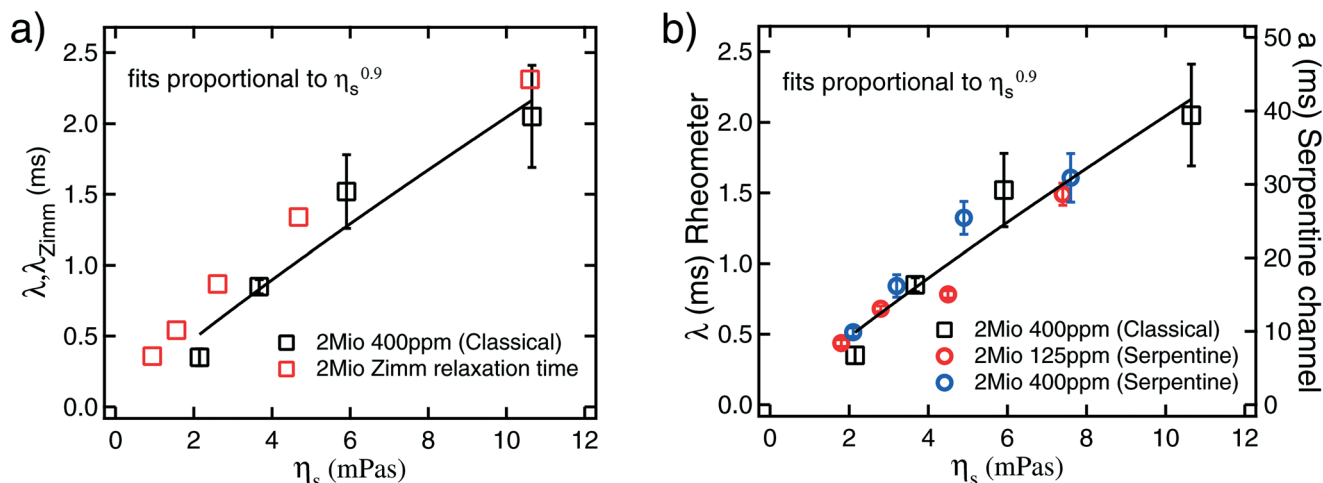 a)
2.5
2.0
1.5
1.0
0.5
0.0
λ,λZimm (ms)
fits proportional to ηs^0.9
2Mio 400ppm (Classical)
2Mio Zimm relaxation time
0 2 4 6 8 10 12
ηs (mPas)
b)
2.5
2.0
1.5
1.0
0.5
0.0
λ (ms) Rheometer
fits proportional to ηs^0.9
2Mio 400ppm (Classical)
2Mio 125ppm (Serpentine)
2Mio 400ppm (Serpentine)
50
40
30
20
10
0
a (ms) Serpentine channel
0 2 4 6 8 10 12
ηs (mPas)